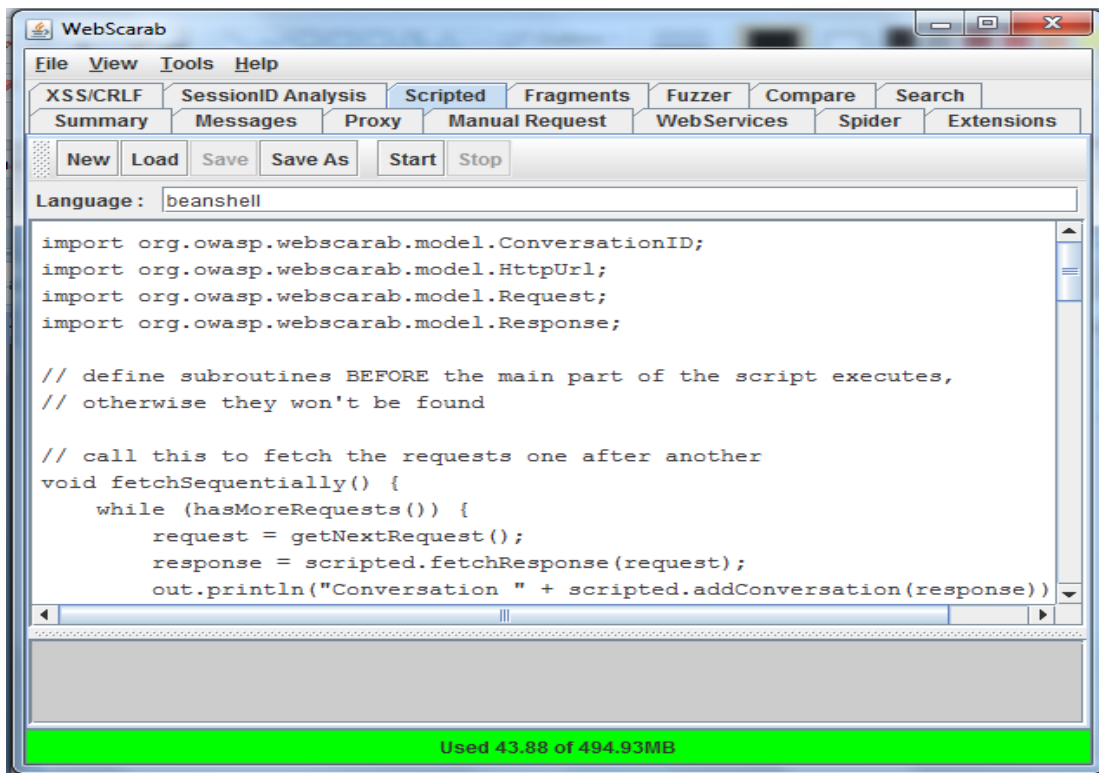 WebScarab
File View Tools Help
XSS/CRLF SessionID Analysis Scripted Fragments Fuzzer Compare Search
Summary Messages Proxy Manual Request WebServices Spider Extensions
New Load Save Save As Start Stop
Language : beanshell
import org.owasp.webscarab.model.ConversationID;
import org.owasp.webscarab.model.HttpUrl;
import org.owasp.webscarab.model.Request;
import org.owasp.webscarab.model.Response;
// define subroutines BEFORE the main part of the script executes,
// otherwise they won't be found
// call this to fetch the requests one after another
void fetchSequentially() {
    while (hasMoreRequests()) {
        request = getNextRequest();
        response = scripted.fetchResponse(request);
        out.println("Conversation " + scripted.addConversation(response))
Used 43.88 of 494.93MB